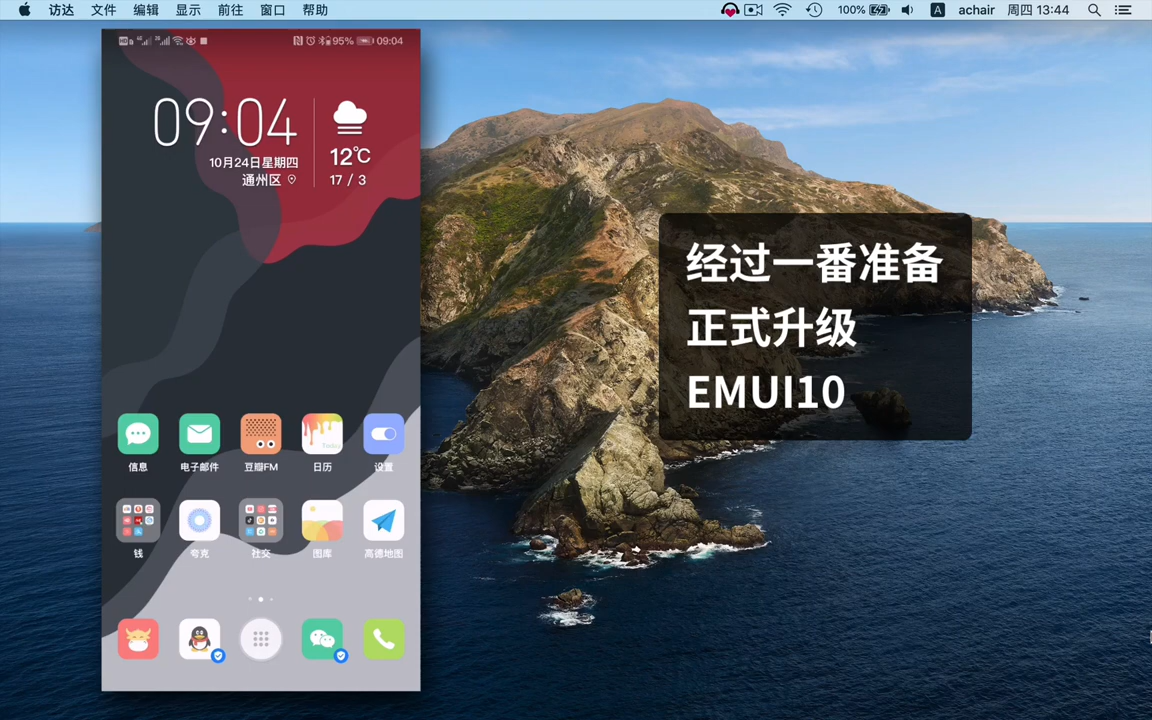 访达 文件 编辑 显示 前往 窗口 帮助
100% A achair 周四 13:44
95% 09:04
09:04
10月24日星期四
通州区
12℃
17 / 3
经过一番准备
正式升级
EMUI10
信息 电子邮件 豆瓣FM 日历 设置
钱 夸克 社交 图库 高德地图